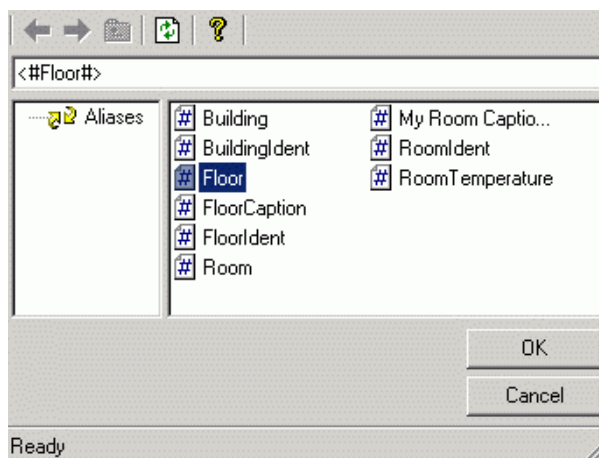 <#Floor#>
Aliases
Building
BuildingIdent
Floor
FloorCaption
FloorIdent
Room
My Room Captio...
RoomIdent
RoomTemperature
OK
Cancel
Ready